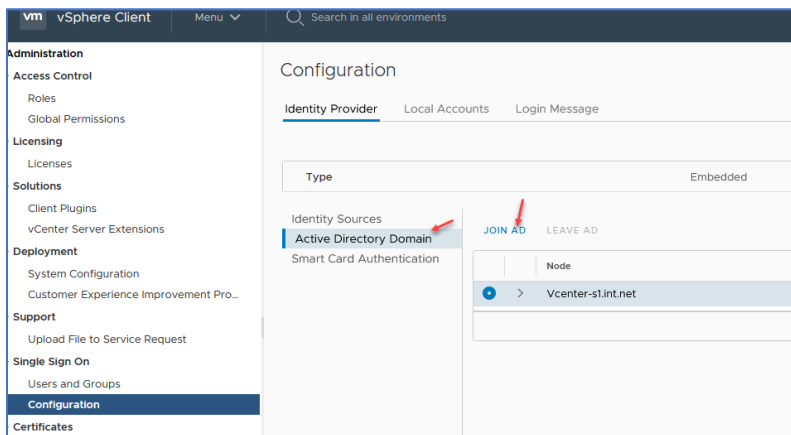 vm vSphere Client Menu Search in all environments
Administration
Access Control
Roles
Global Permissions
Licensing
Licenses
Solutions
Client Plugins
vCenter Server Extensions
Deployment
System Configuration
Customer Experience Improvement Pro...
Support
Upload File to Service Request
Single Sign On
Users and Groups
Configuration
Certificates
Configuration
Identity Provider Local Accounts Login Message
Type Embedded
Identity Sources
Active Directory Domain
Smart Card Authentication
JOIN AD LEAVE AD
Node
Vcenter-s1.int.net